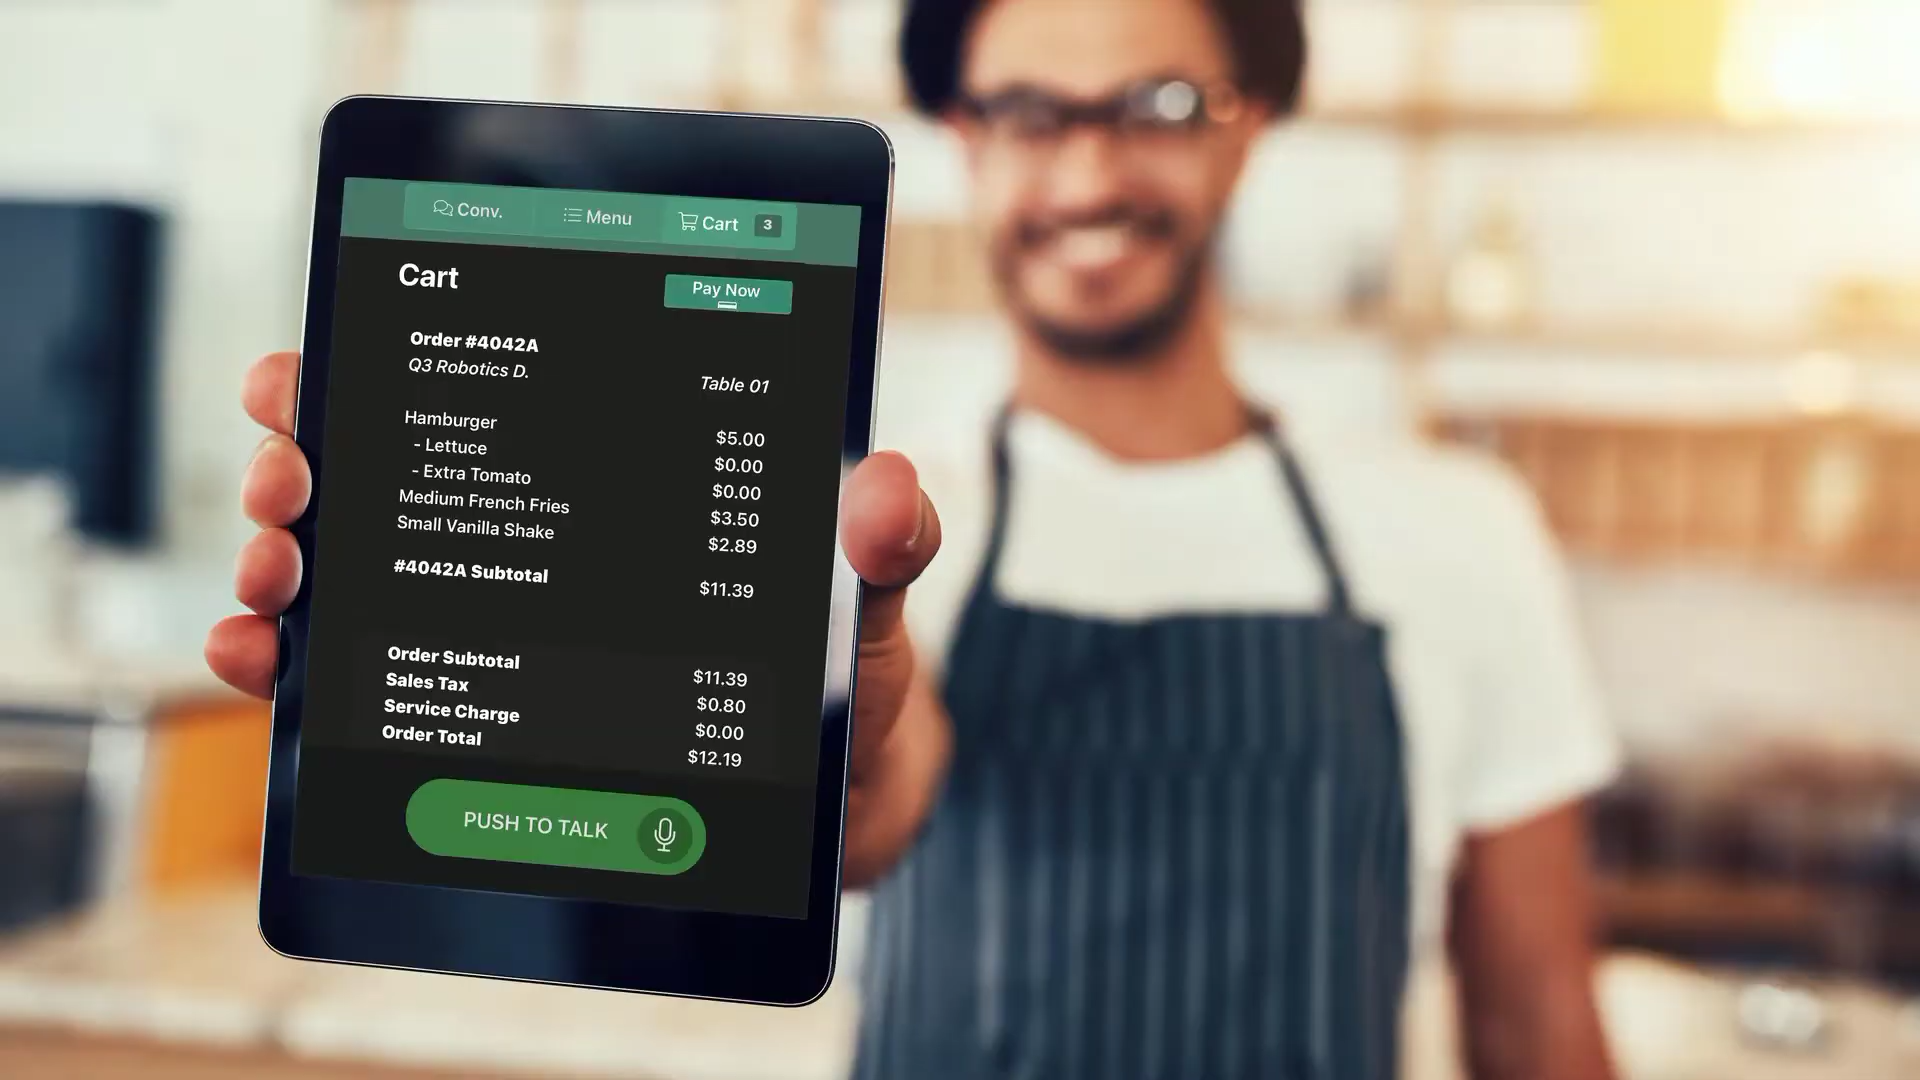 Conv. Menu Cart 3
Cart
Pay Now
Order #4042A
Q3 Robotics D.
Table 01
Hamburger $5.00
- Lettuce $0.00
- Extra Tomato $0.00
Medium French Fries $3.50
Small Vanilla Shake $2.89
#4042A Subtotal $11.39
Order Subtotal $11.39
Sales Tax $0.80
Service Charge $0.00
Order Total $12.19
PUSH TO TALK